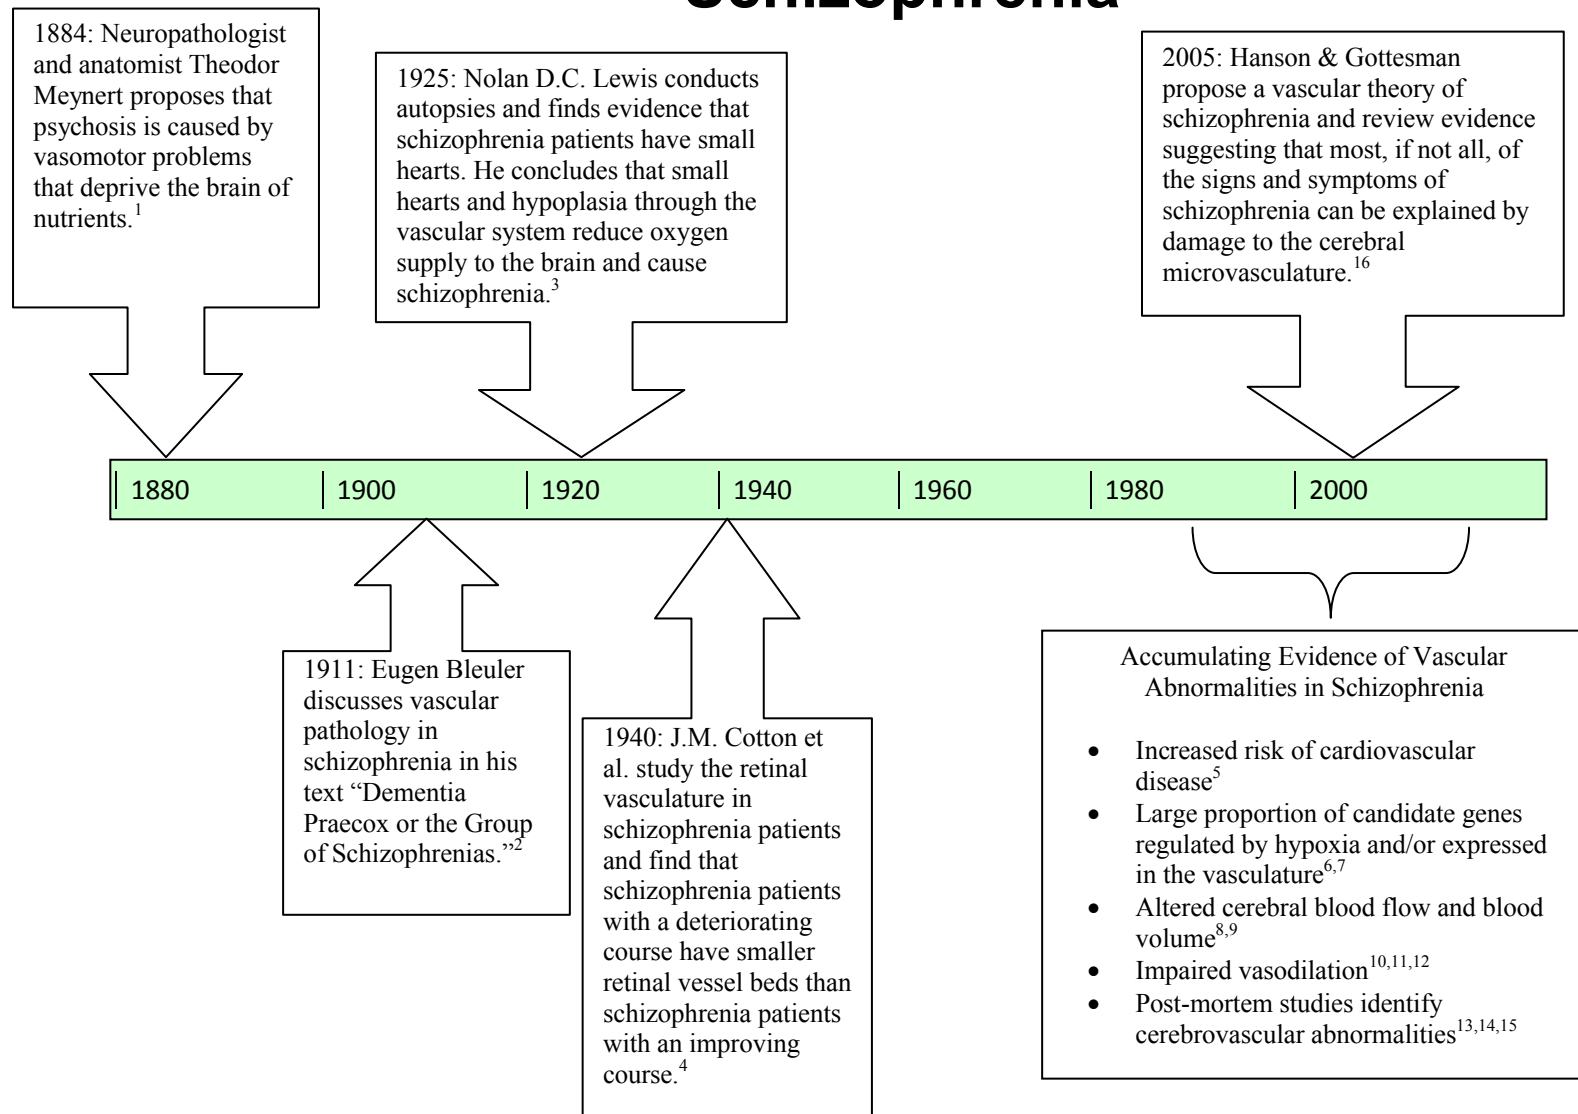 Schizophrenia
1884: Neuropathologist
and anatomist Theodor
Meynert proposes that
psychosis is caused by
vasomotor problems
that deprive the brain of
nutrients.1
1925: Nolan D.C. Lewis conducts
autopsies and finds evidence that
schizophrenia patients have small
hearts. He concludes that small
hearts and hypoplasia through the
vascular system reduce oxygen
supply to the brain and cause
schizophrenia.3
2005: Hanson & Gottesman
propose a vascular theory of
schizophrenia and review evidence
suggesting that most, if not all, of
the signs and symptoms of
schizophrenia can be explained by
damage to the cerebral
microvasculature.16
1880 1900 1920 1940 1960 1980 2000
1911: Eugen Bleuler
discusses vascular
pathology in
schizophrenia in his
text “Dementia
Praecox or the Group
of Schizophrenias.”2
1940: J.M. Cotton et
al. study the retinal
vasculature in
schizophrenia patients
and find that
schizophrenia patients
with a deteriorating
course have smaller
retinal vessel beds than
schizophrenia patients
with an improving
course.4
Accumulating Evidence of Vascular
Abnormalities in Schizophrenia
• Increased risk of cardiovascular
disease5
• Large proportion of candidate genes
regulated by hypoxia and/or expressed
in the vasculature6,7
• Altered cerebral blood flow and blood
volume8,9
• Impaired vasodilation10,11,12
• Post-mortem studies identify
cerebrovascular abnormalities13,14,15